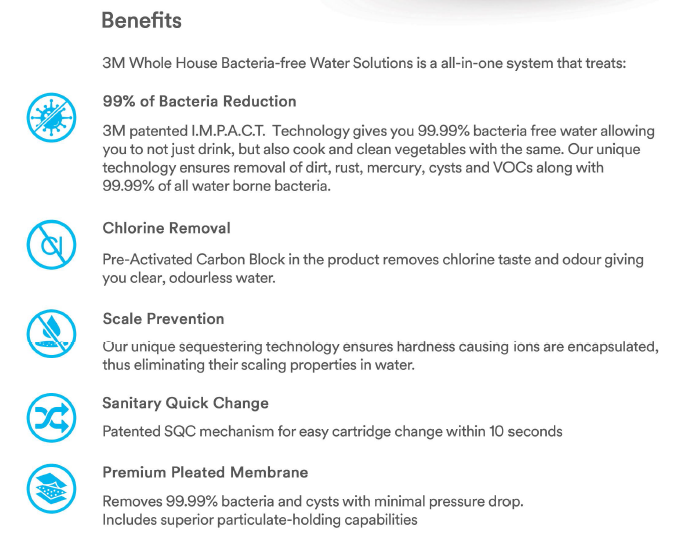 Benefits
3M Whole House Bacteria-free Water Solutions is a all-in-one system that treats:
99% of Bacteria Reduction
3M patented I.M.P.A.C.T. Technology gives you 99.99% bacteria free water allowing
you to not just drink, but also cook and clean vegetables with the same. Our unique
technology ensures removal of dirt, rust, mercury, cysts and VOCs along with
99.99% of all water borne bacteria.
Cl
Chlorine Removal
Pre-Activated Carbon Block in the product removes chlorine taste and odour giving
you clear, odourless water.
Scale Prevention
Our unique sequestering technology ensures hardness causing ions are encapsulated,
thus eliminating their scaling properties in water.
Sanitary Quick Change
Patented SQC mechanism for easy cartridge change within 10 seconds
Premium Pleated Membrane
Removes 99.99% bacteria and cysts with minimal pressure drop.
Includes superior particulate-holding capabilities